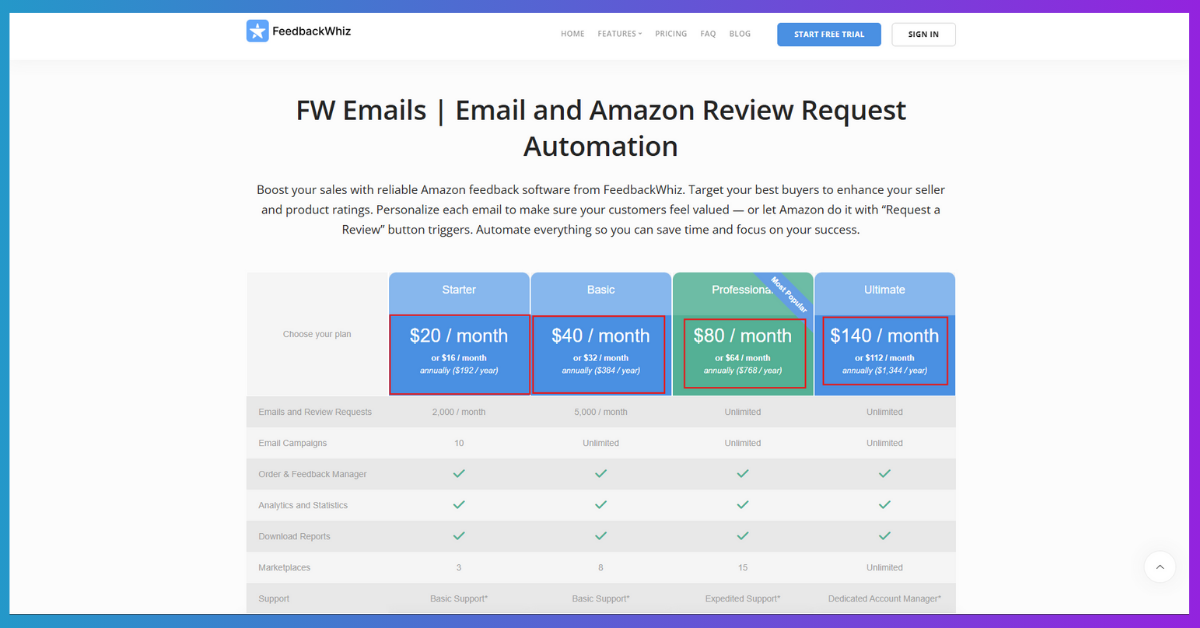 FeedbackWhiz
HOME FEATURES PRICING FAQ BLOG START FREE TRIAL SIGN IN
FW Emails | Email and Amazon Review Request
Automation
Boost your sales with reliable Amazon feedback software from FeedbackWhiz. Target your best buyers to enhance your seller
and product ratings. Personalize each email to make sure your customers feel valued — or let Amazon do it with “Request a
Review” button triggers. Automate everything so you can save time and focus on your success.
Choose your plan
Starter Basic Professional Ultimate
Most Popular
$20 / month $40 / month $80 / month $140 / month
or $16 / month or $32 / month or $64 / month or $112 / month
annually ($192 / year) annually ($384 / year) annually ($768 / year) annually ($1,344 / year)
Emails and Review Requests 2,000 / month 5,000 / month Unlimited Unlimited
Email Campaigns 10 Unlimited Unlimited Unlimited
Order & Feedback Manager
Analytics and Statistics
Download Reports
Marketplaces 3 8 15 Unlimited
Support Basic Support* Basic Support* Expedited Support* Dedicated Account Manager*